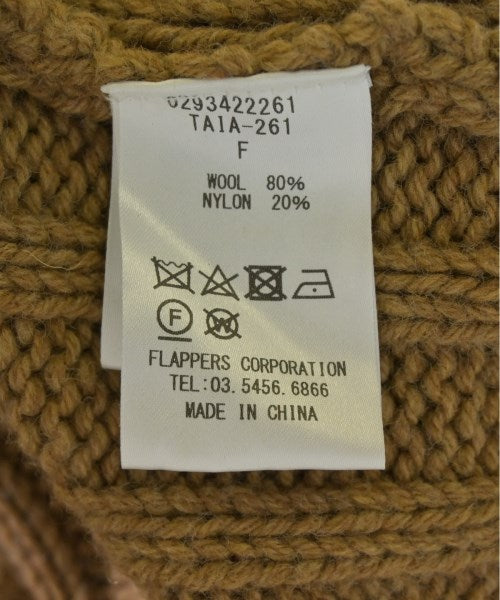 0293422261
TAIA-261
F
WOOL 80%
NYLON 20%
F W
FLAPPERS CORPORATION
TEL:03.5456.6866
MADE IN CHINA